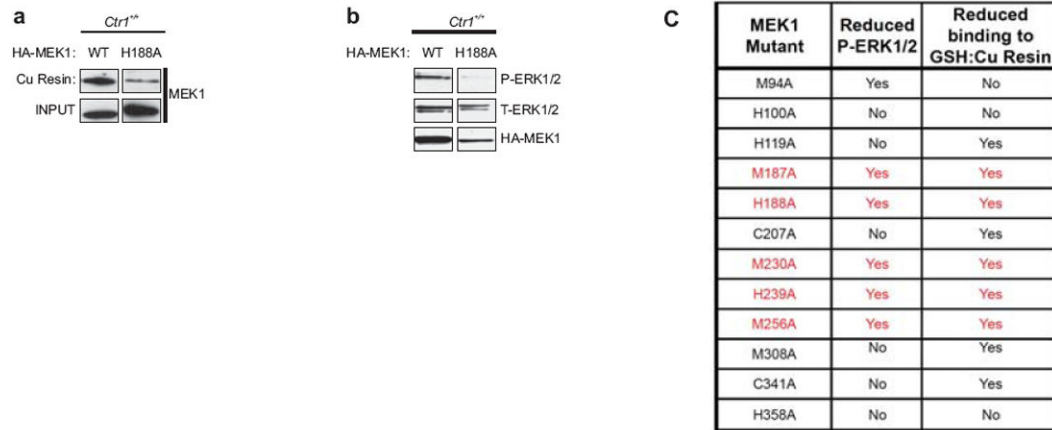 a
Ctr1+/+
HA-MEK1: WT H188A
Cu Resin:
INPUT
MEK1
b
Ctr1+/+
HA-MEK1: WT H188A
P-ERK1/2
T-ERK1/2
HA-MEK1
C
MEK1 Mutant Reduced P-ERK1/2 Reduced binding to GSH:Cu Resin
M94A Yes No
H100A No No
H119A No Yes
M187A Yes Yes
H188A Yes Yes
C207A No Yes
M230A Yes Yes
H239A Yes Yes
M256A Yes Yes
M308A No Yes
C341A No Yes
H358A No No